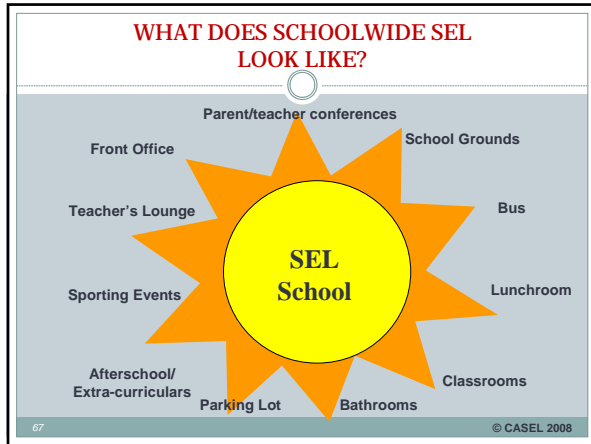 WHAT DOES SCHOOLWIDE SEL
LOOK LIKE?
Parent/teacher conferences
School Grounds
Front Office
Teacher's Lounge
Bus
SEL
School
Lunchroom
Sporting Events
Afterschool/
Extra-curriculars
Classrooms
Parking Lot
Bathrooms
67
© CASEL 2008